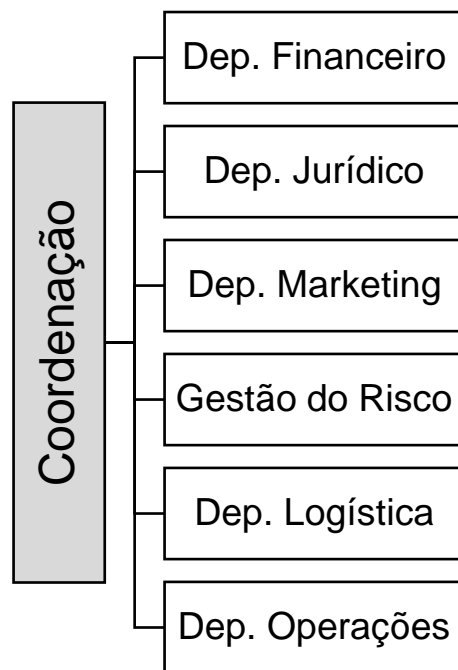 Coordenação
Dep. Financeiro
Dep. Jurídico
Dep. Marketing
Gestão do Risco
Dep. Logística
Dep. Operações